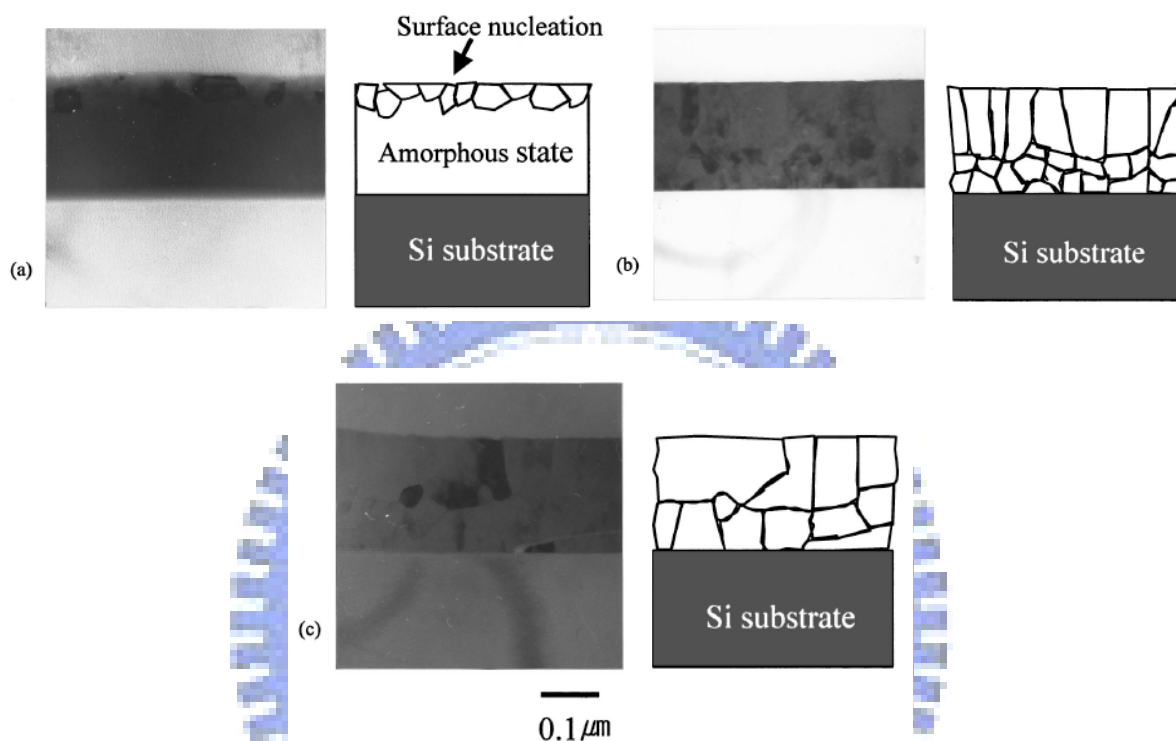 Surface nucleation
Amorphous state
Si substrate
(a)
Si substrate
(b)
Si substrate
(c)
0.1㎛